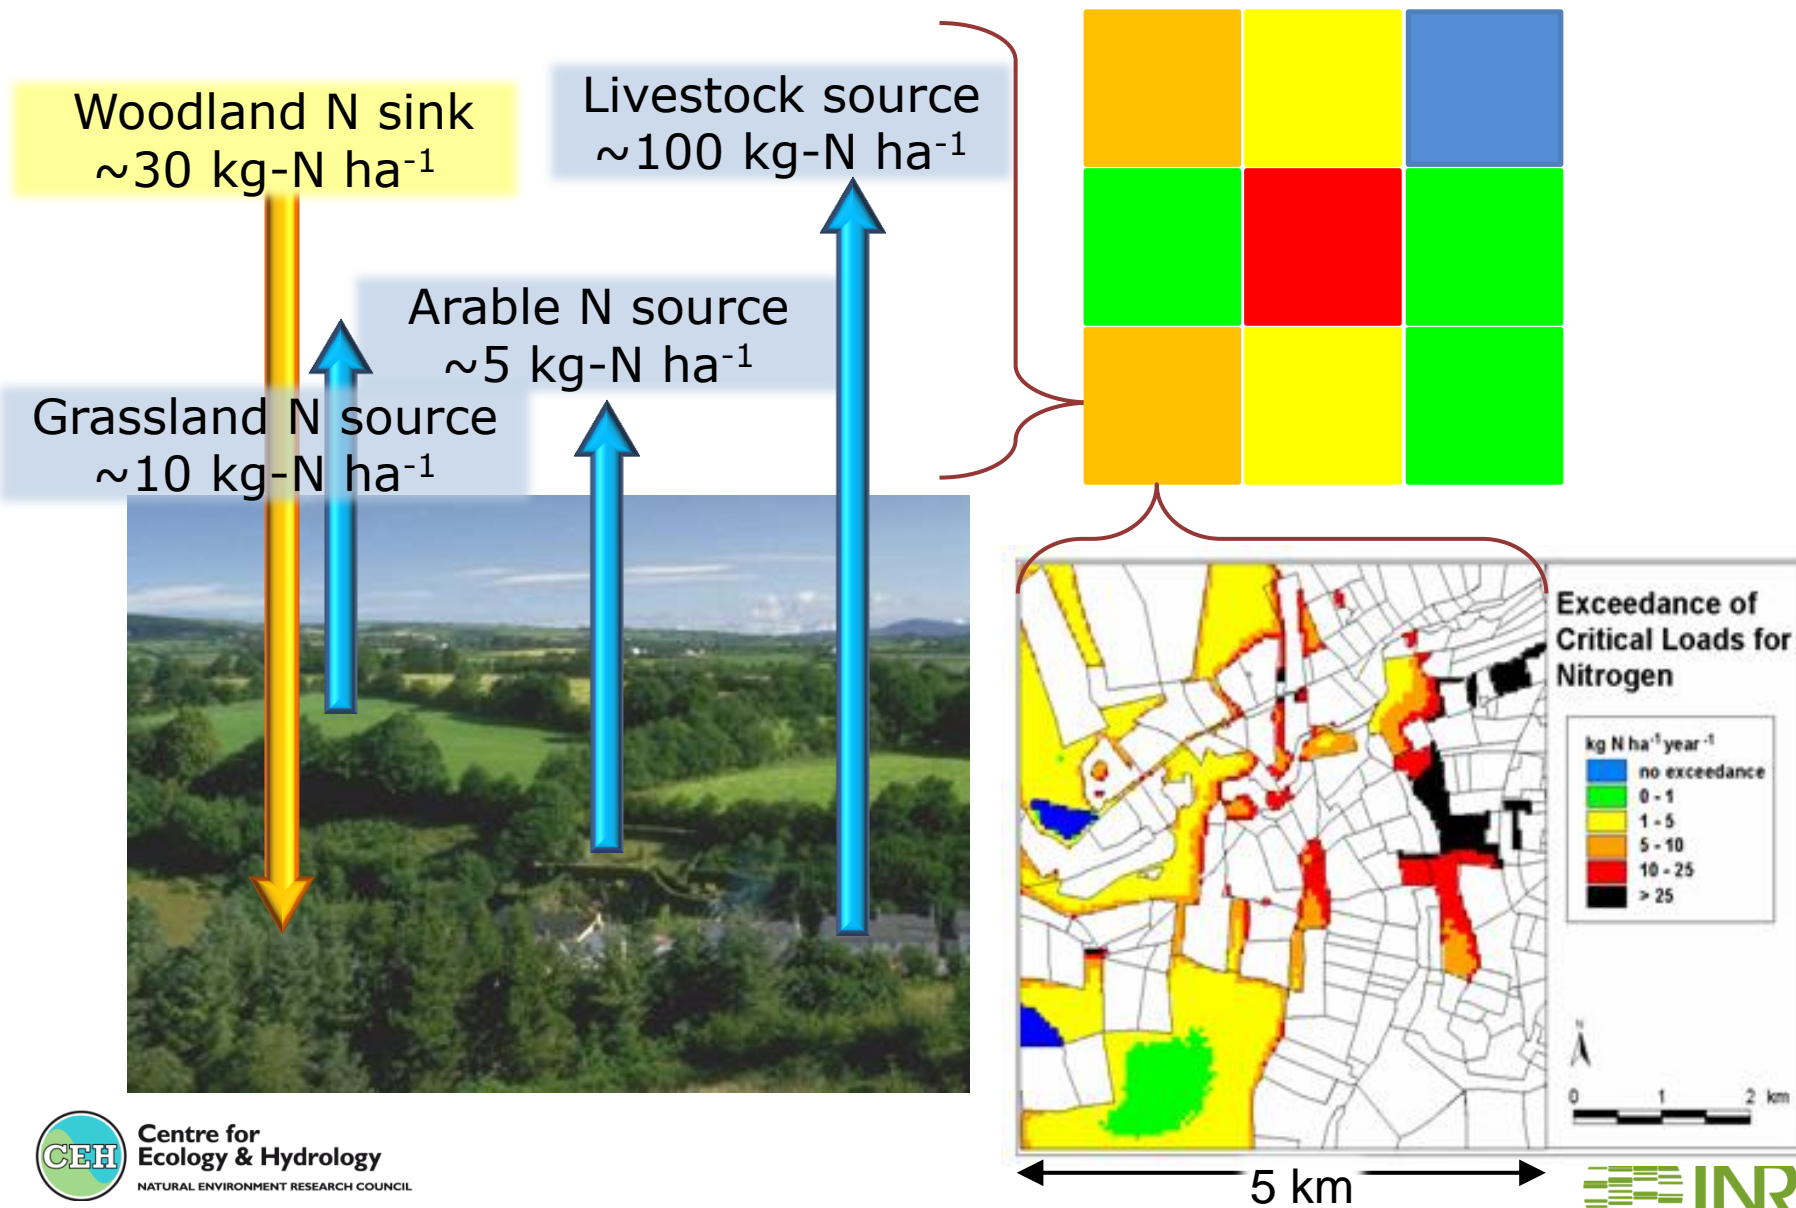 Woodland N sink
~30 kg-N ha⁻¹
Livestock source
~100 kg-N ha⁻¹
Arable N source
~5 kg-N ha⁻¹
Grassland N source
~10 kg-N ha⁻¹
Exceedance of
Critical Loads for
Nitrogen
kg N ha⁻¹ year⁻¹
no exceedance
0 - 1
1 - 5
5 - 10
10 - 25
> 25
N
0 1 2 km
5 km
CEH
Centre for
Ecology & Hydrology
NATURAL ENVIRONMENT RESEARCH COUNCIL
INR